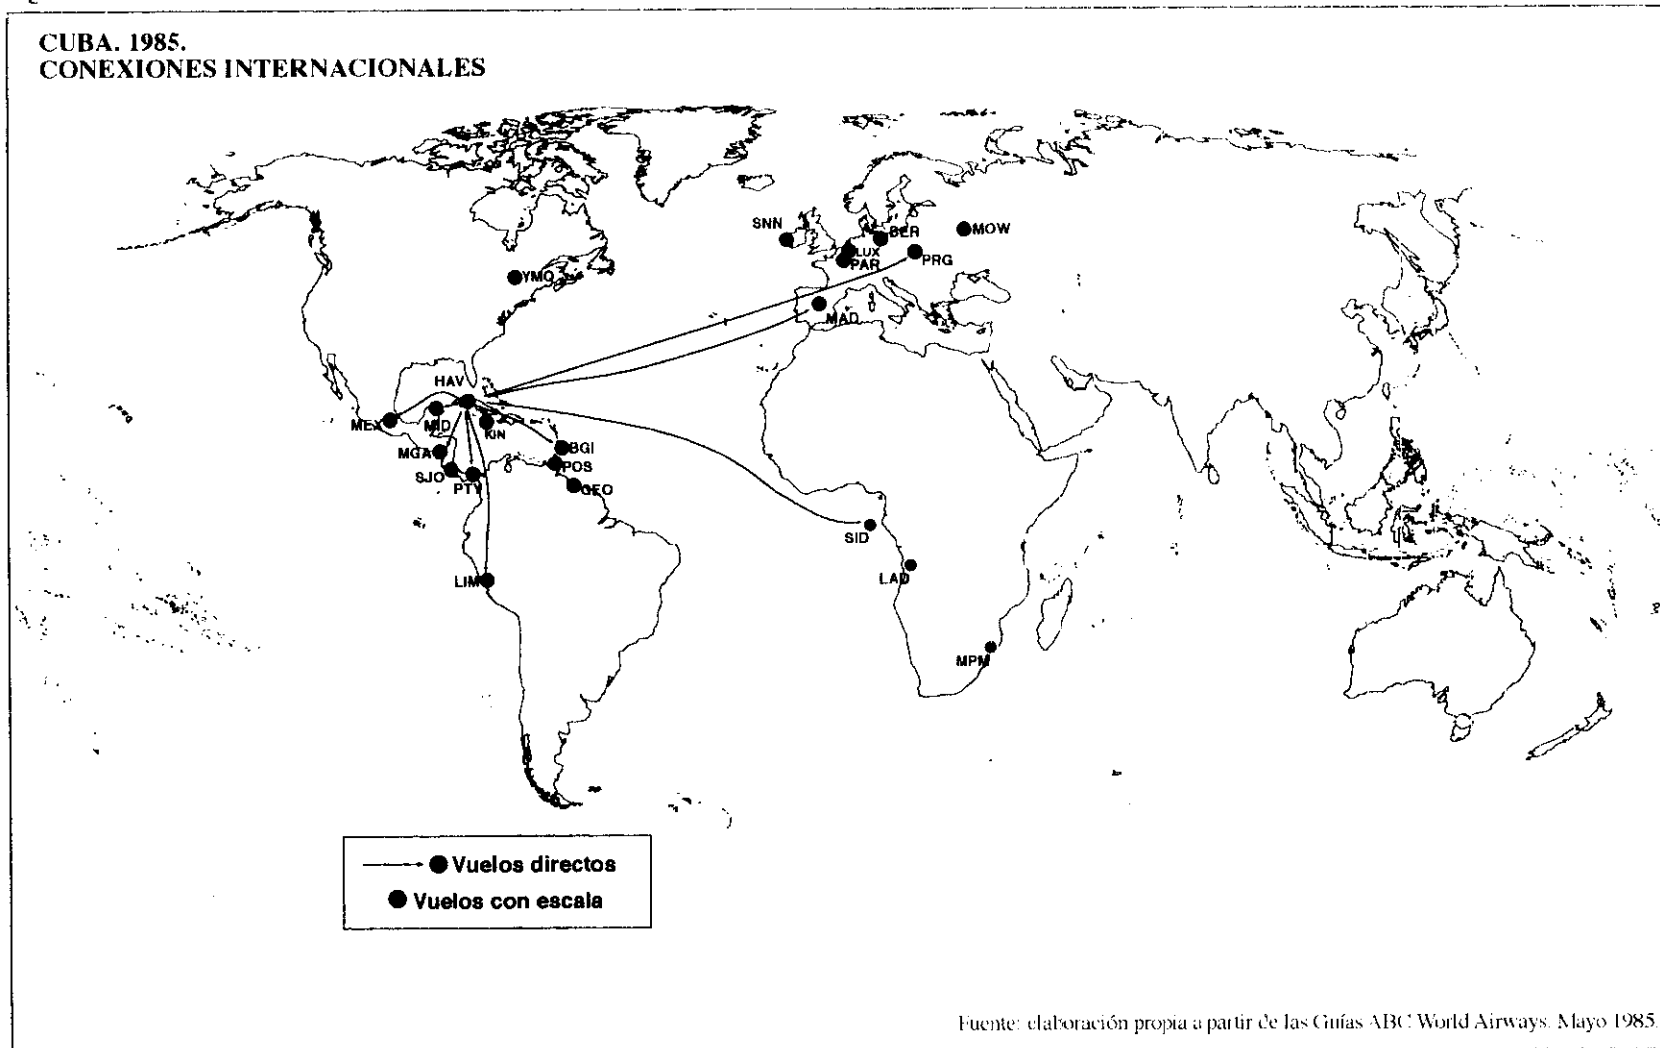 CUBA. 1985.
CONEXIONES INTERNACIONALES
SNN
BER
MOW
LUX
PAR
PRG
YMQ
MAD
HAV
MEX
MID
KIN
MGA
BGI
SJO
POS
PTY
GEO
SID
LIM
LAD
MPM
Vuelos directos
Vuelos con escala
Fuente: elaboración propia a partir de las Guías ABC World Airways. Mayo 1985.